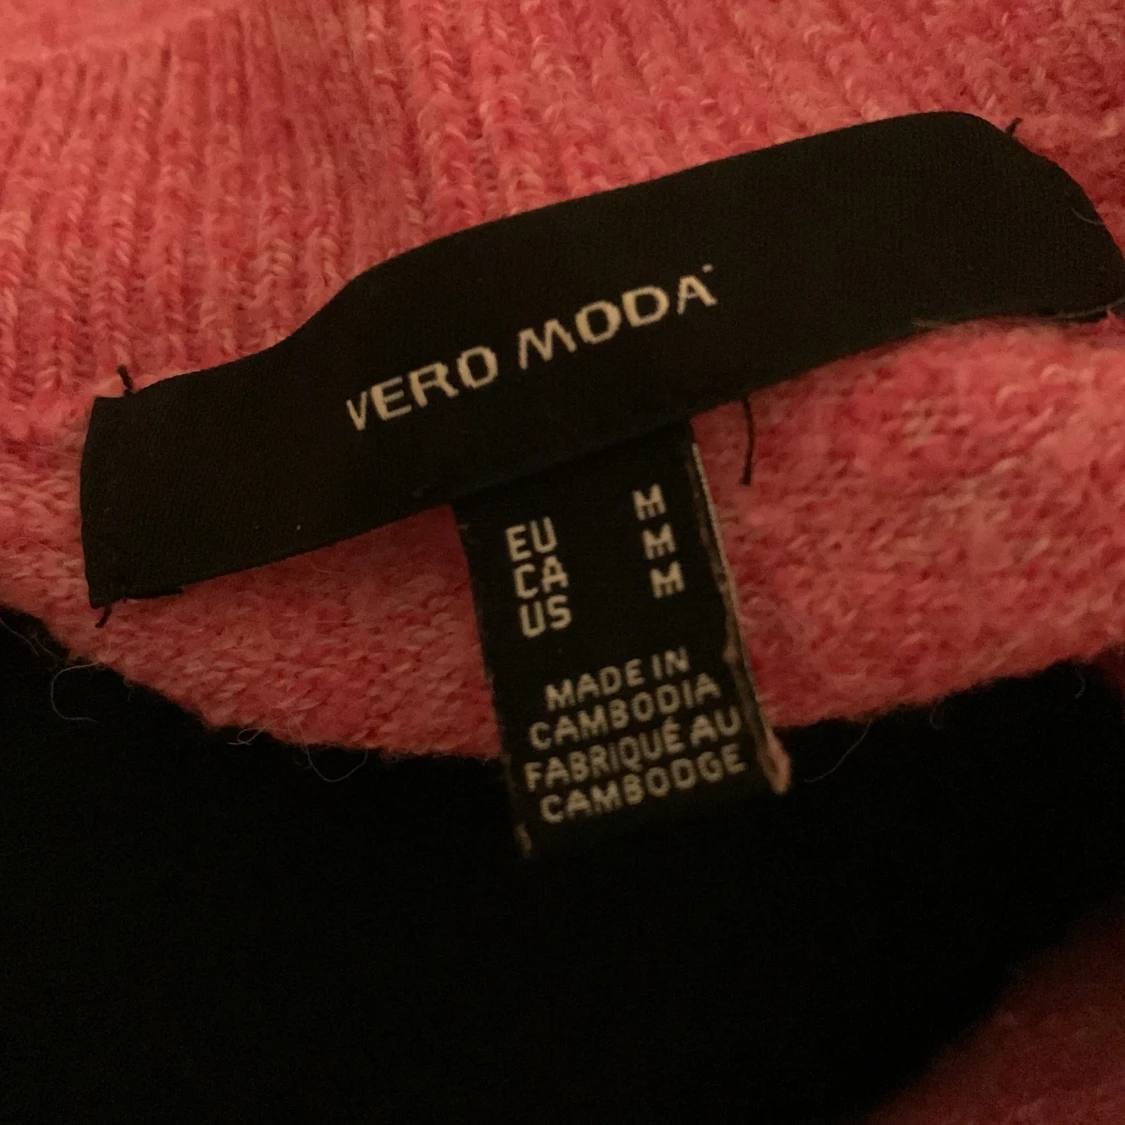 VERO MODA
EU M
CA M
US M
MADE IN
CAMBODIA
FABRIQUÉ AU
CAMBODGE